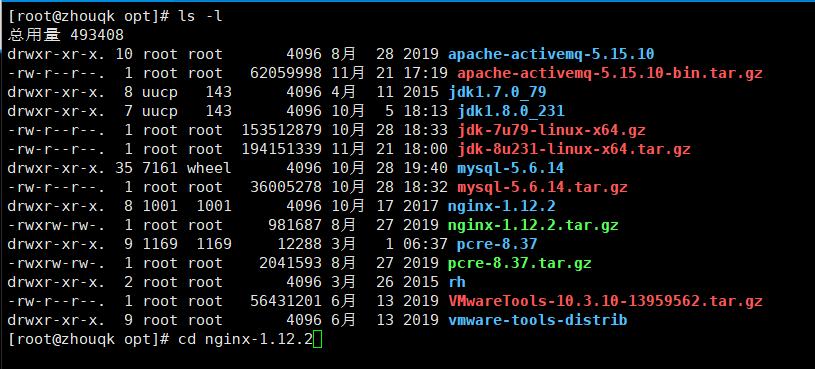 [root@zhouqk opt]# ls -l
总用量 493408
drwxr-xr-x. 10 root root      4096 8月  28 2019 apache-activemq-5.15.10
-rw-r--r--.  1 root root  62059998 11月 21 17:19 apache-activemq-5.15.10-bin.tar.gz
drwxr-xr-x.  8 uucp   143      4096 4月  11 2015 jdk1.7.0_79
drwxr-xr-x.  7 uucp   143      4096 10月  5 18:13 jdk1.8.0_231
-rw-r--r--.  1 root root 153512879 10月 28 18:33 jdk-7u79-linux-x64.gz
-rw-r--r--.  1 root root 194151339 11月 21 18:00 jdk-8u231-linux-x64.tar.gz
drwxr-xr-x. 35 7161 wheel      4096 10月 28 19:40 mysql-5.6.14
-rw-r--r--.  1 root root  36005278 10月 28 18:32 mysql-5.6.14.tar.gz
drwxr-xr-x.  8 1001  1001      4096 10月 17 2017 nginx-1.12.2
-rwxrw-rw-.  1 root root    981687 8月  27 2019 nginx-1.12.2.tar.gz
drwxr-xr-x.  9 1169  1169     12288 3月   1 06:37 pcre-8.37
-rwxrw-rw-.  1 root root   2041593 8月  27 2019 pcre-8.37.tar.gz
drwxr-xr-x.  2 root root      4096 3月  26 2015 rh
-rw-r--r--.  1 root root  56431201 6月  13 2019 VMwareTools-10.3.10-13959562.tar.gz
drwxr-xr-x.  9 root root      4096 6月  13 2019 vmware-tools-distrib
[root@zhouqk opt]# cd nginx-1.12.2